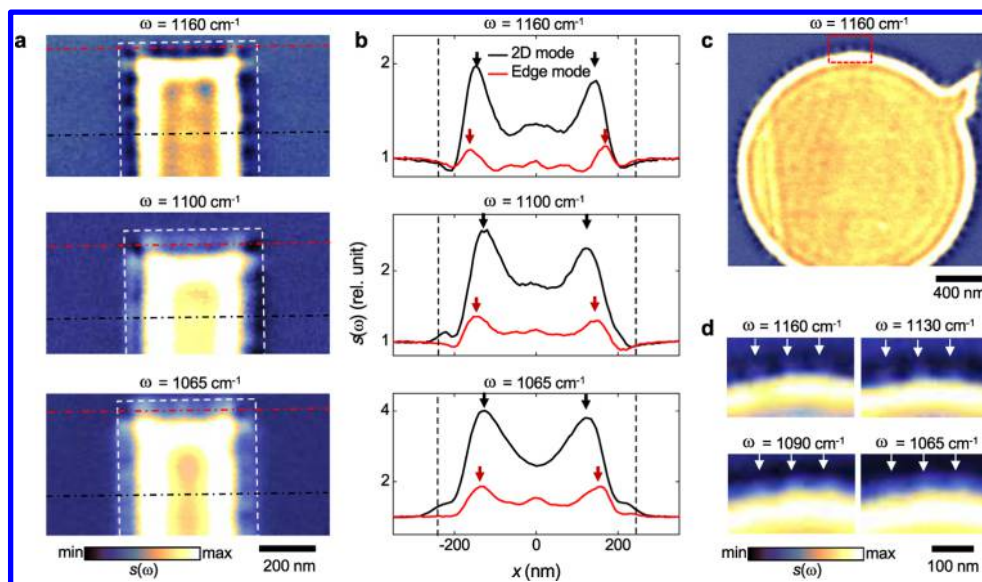 a
ω = 1160 cm⁻¹
ω = 1100 cm⁻¹
ω = 1065 cm⁻¹
min
max
s(ω)
200 nm
b
ω = 1160 cm⁻¹
2D mode
Edge mode
2
1
ω = 1100 cm⁻¹
2
1
ω = 1065 cm⁻¹
4
2
s(ω) (rel. unit)
-200
0
200
x (nm)
c
ω = 1160 cm⁻¹
400 nm
d
ω = 1160 cm⁻¹
ω = 1130 cm⁻¹
ω = 1090 cm⁻¹
ω = 1065 cm⁻¹
min
max
s(ω)
100 nm